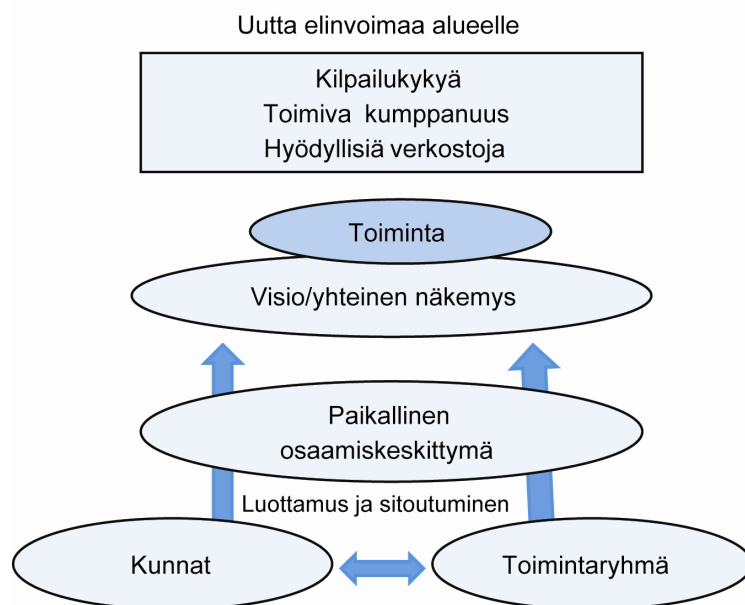 Uutta elinvoimaa alueelle
Kilpailukykyä
Toimiva kumppanuus
Hyödyllisiä verkostoja
Toiminta
Visio/yhteinen näkemys
Paikallinen
osaamiskeskittymä
Luottamus ja sitoutuminen
Kunnat
Toimintaryhmä